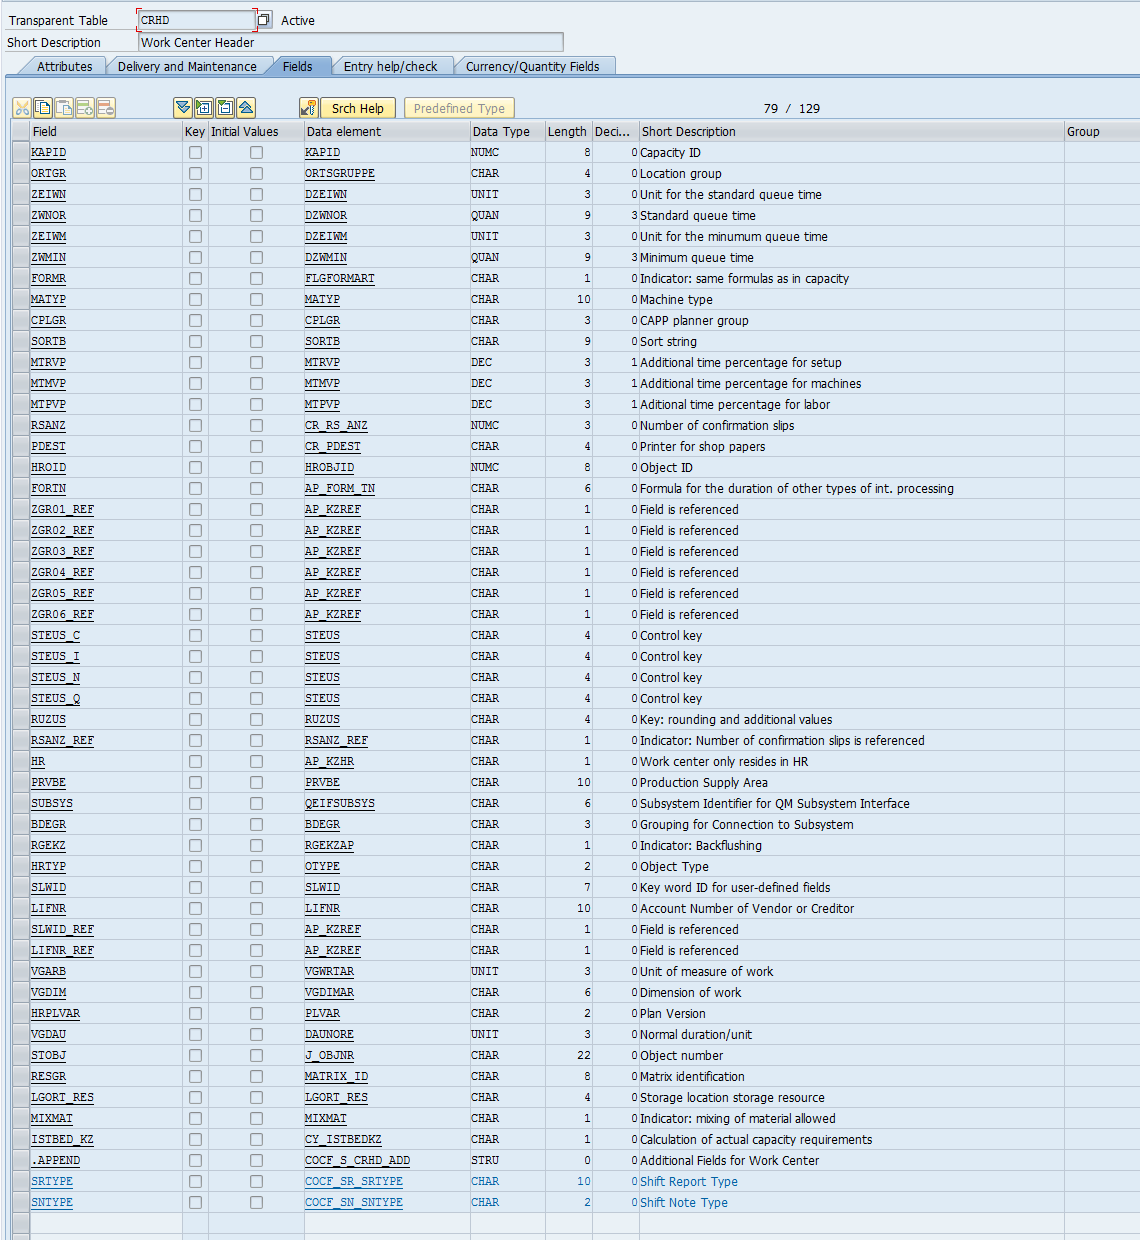 Transparent Table CRHD Active
Short Description Work Center Header
Attributes Delivery and Maintenance Fields Entry help/check Currency/Quantity Fields
Srch Help Predefined Type 79 / 129
Field Key Initial Values Data element Data Type Length Deci... Short Description Group
KAPID KAPID NUMC 8 0 Capacity ID
ORTGR ORTSGRUPPE CHAR 4 0 Location group
ZEIWN DZEIWN UNIT 3 0 Unit for the standard queue time
ZWNOR DZWNOR QUAN 9 3 Standard queue time
ZEIWM DZEIWM UNIT 3 0 Unit for the minumum queue time
ZWMIN DZWMIN QUAN 9 3 Minimum queue time
FORMR FLGFORMART CHAR 1 0 Indicator: same formulas as in capacity
MATYP MATYP CHAR 10 0 Machine type
CPLGR CPLGR CHAR 3 0 CAPP planner group
SORTB SORTB CHAR 9 0 Sort string
MTRVP MTRVP DEC 3 1 Additional time percentage for setup
MTMVP MTMVP DEC 3 1 Additional time percentage for machines
MTPVP MTPVP DEC 3 1 Aditional time percentage for labor
RSANZ CR_RS_ANZ NUMC 3 0 Number of confirmation slips
PDEST CR_PDEST CHAR 4 0 Printer for shop papers
HROID HROBJID NUMC 8 0 Object ID
FORTN AP_FORM_TN CHAR 6 0 Formula for the duration of other types of int. processing
ZGR01_REF AP_KZREF CHAR 1 0 Field is referenced
ZGR02_REF AP_KZREF CHAR 1 0 Field is referenced
ZGR03_REF AP_KZREF CHAR 1 0 Field is referenced
ZGR04_REF AP_KZREF CHAR 1 0 Field is referenced
ZGR05_REF AP_KZREF CHAR 1 0 Field is referenced
ZGR06_REF AP_KZREF CHAR 1 0 Field is referenced
STEUS_C STEUS CHAR 4 0 Control key
STEUS_I STEUS CHAR 4 0 Control key
STEUS_N STEUS CHAR 4 0 Control key
STEUS_Q STEUS CHAR 4 0 Control key
RUZUS RUZUS CHAR 4 0 Key: rounding and additional values
RSANZ_REF RSANZ_REF CHAR 1 0 Indicator: Number of confirmation slips is referenced
HR AP_KZHR CHAR 1 0 Work center only resides in HR
PRVBE PRVBE CHAR 10 0 Production Supply Area
SUBSYS QEIFSUBSYS CHAR 6 0 Subsystem Identifier for QM Subsystem Interface
BDEGR BDEGR CHAR 3 0 Grouping for Connection to Subsystem
RGEKZ RGEKZAP CHAR 1 0 Indicator: Backflushing
HRTYP OTYPE CHAR 2 0 Object Type
SLWID SLWID CHAR 7 0 Key word ID for user-defined fields
LIFNR LIFNR CHAR 10 0 Account Number of Vendor or Creditor
SLWID_REF AP_KZREF CHAR 1 0 Field is referenced
LIFNR_REF AP_KZREF CHAR 1 0 Field is referenced
VGARB VGWRTAR UNIT 3 0 Unit of measure of work
VGDIM VGDIMAR CHAR 6 0 Dimension of work
HRPLVAR PLVAR CHAR 2 0 Plan Version
VGDAU DAUNORE UNIT 3 0 Normal duration/unit
STOBJ J_OBJNR CHAR 22 0 Object number
RESGR MATRIX_ID CHAR 8 0 Matrix identification
LGORT_RES LGORT_RES CHAR 4 0 Storage location storage resource
MIXMAT MIXMAT CHAR 1 0 Indicator: mixing of material allowed
ISTBED_KZ CY_ISTBEDKZ CHAR 1 0 Calculation of actual capacity requirements
.APPEND COCF_S_CRHD_ADD STRU 0 0 Additional Fields for Work Center
SRTYPE COCF_SR_SRTYPE CHAR 10 0 Shift Report Type
SNTYPE COCF_SN_SNTYPE CHAR 2 0 Shift Note Type